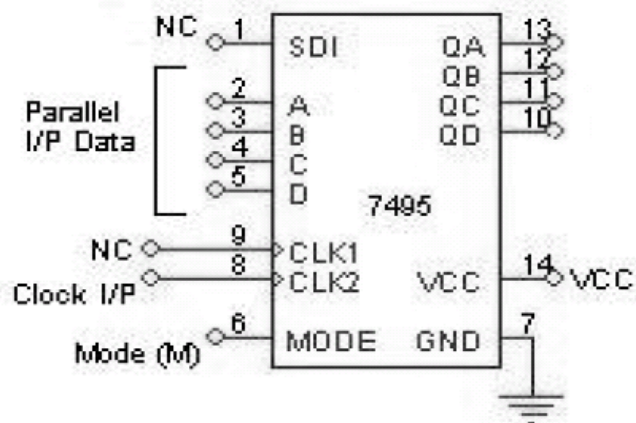 NC 1 SDI QA 13
QB 12
Parallel
I/P Data
2 A QC 11
3 B QD 10
4 C
5 D
7495
NC 9 CLK1
Clock I/P 8 CLK2 VCC 14 VCC
Mode (M) 6 MODE GND 7